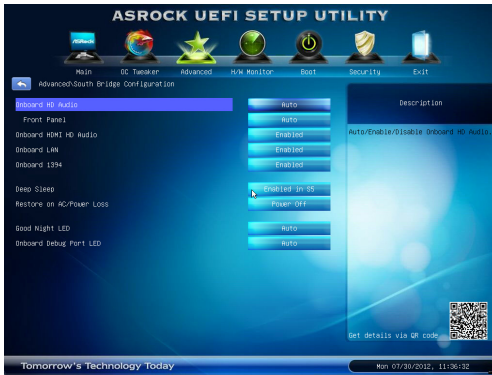 ASROCK UEFI SETUP UTILITY
ASRock
Main OC Tweaker Advanced H/W Monitor Boot Security Exit
Advanced\South Bridge Configuration
Onboard HD Audio Auto
Front Panel Auto
Onboard HDMI HD Audio Enabled
Onboard LAN Enabled
Onboard 1394 Enabled
Deep Sleep Enabled in S5
Restore on AC/Power Loss Power Off
Good Night LED Auto
Onboard Debug Port LED Auto
Description
Auto/Enable/Disable Onboard HD Audio.
Get details via QR code
Tomorrow's Technology Today
Mon 07/30/2012, 11:36:32